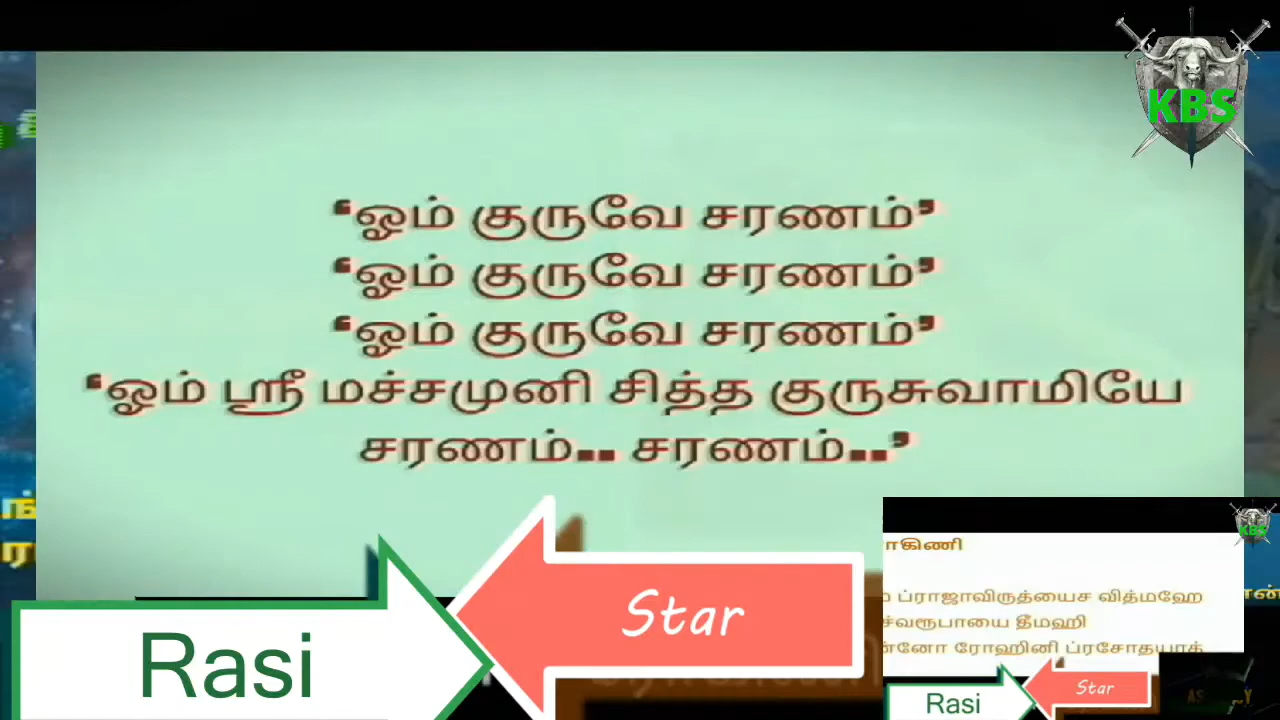 KBS
‘ஓம் குருவே சரணம்’
‘ஓம் குருவே சரணம்’
‘ஓம் குருவே சரணம்’
‘ஓம் ஸ்ரீ மச்சமுனி சித்த குருசுவாமியே
சரணம்.. சரணம்..’
Rasi
Star
KBS
ாகிணி
ப்ராஜாவிருத்யைச வித்மஹே
ச்வரூபாயை தீமஹி
ன்னோ ரோஹினி ப்ரசோதயாத்
Rasi
Star